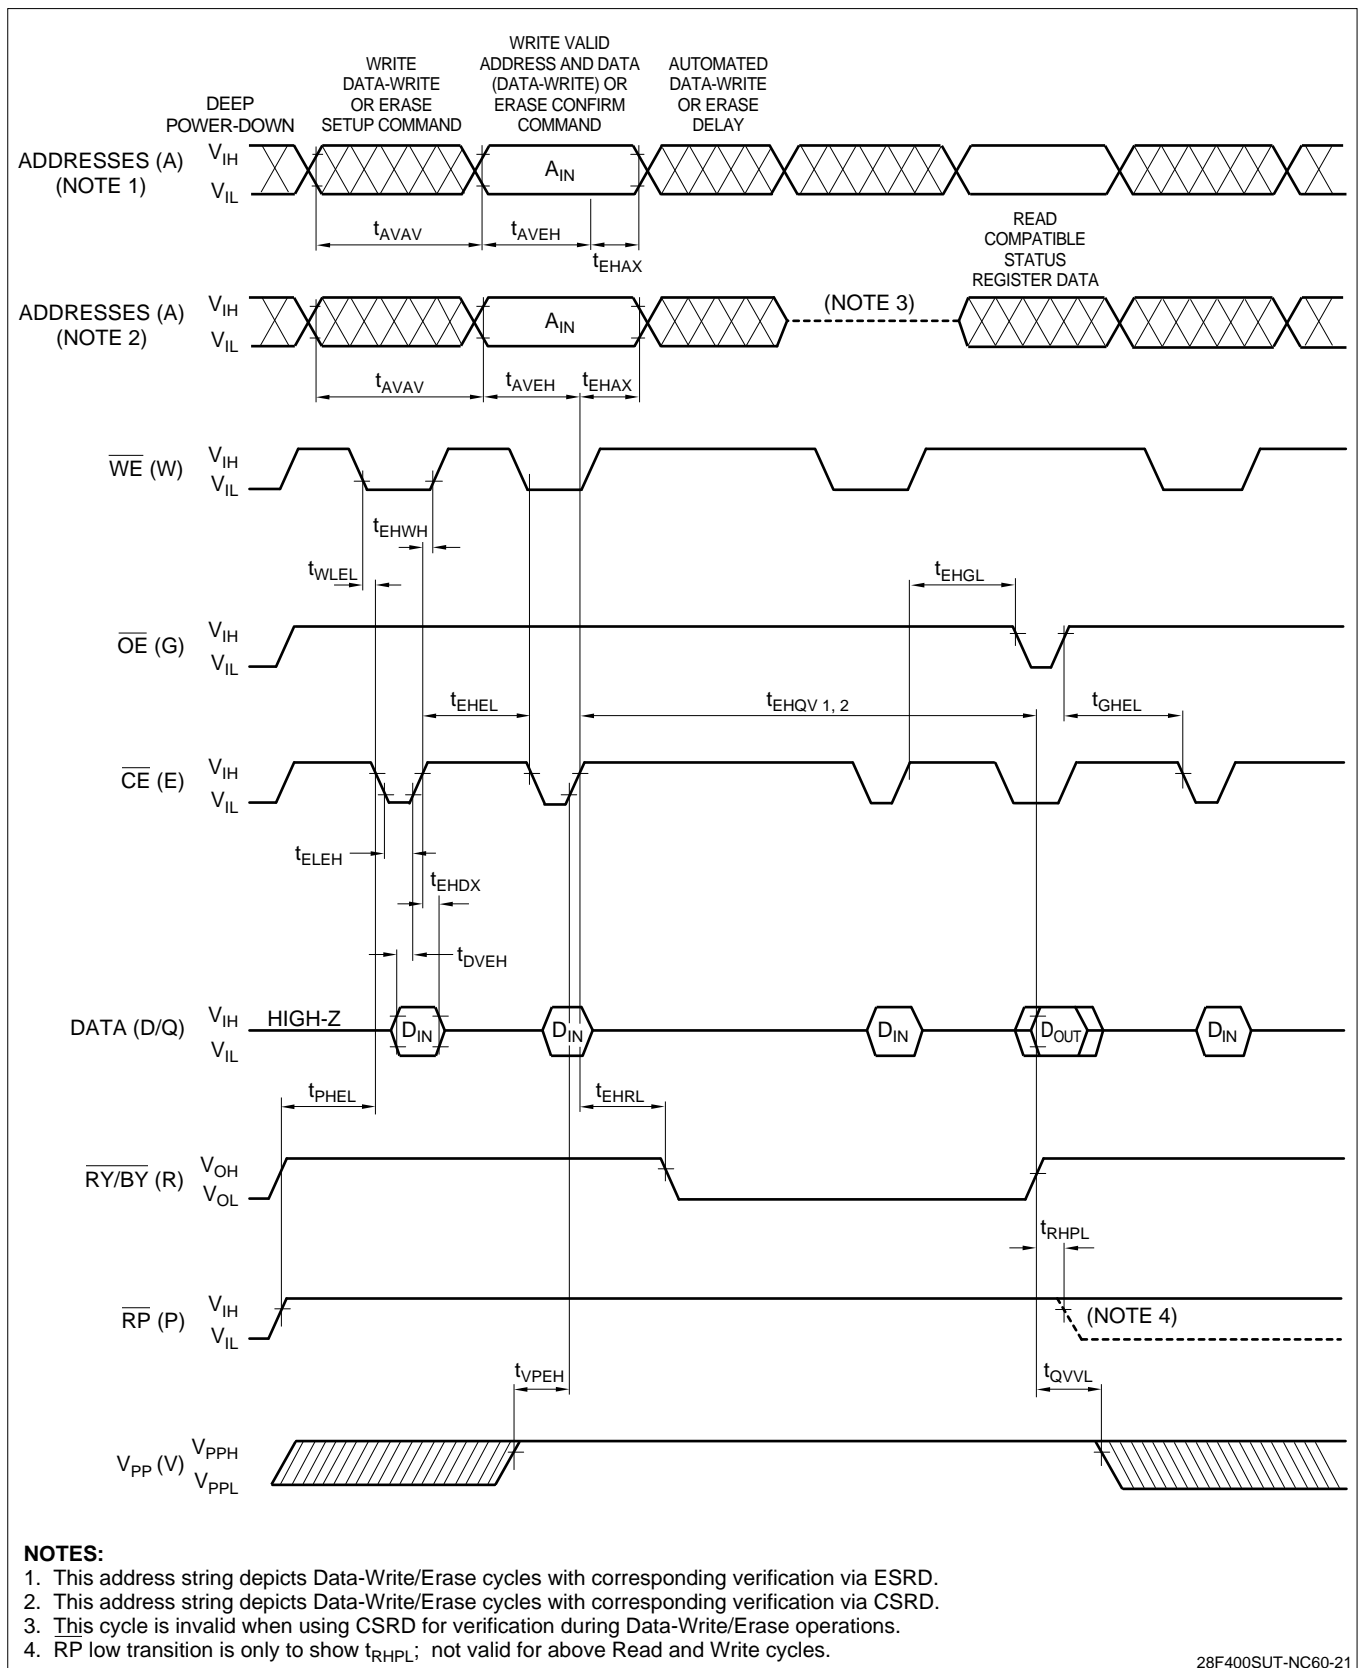 DEEP
POWER-DOWN
WRITE
DATA-WRITE
OR ERASE
SETUP COMMAND
WRITE VALID
ADDRESS AND DATA
(DATA-WRITE) OR
ERASE CONFIRM
COMMAND
AUTOMATED
DATA-WRITE
OR ERASE
DELAY
ADDRESSES (A)
(NOTE 1)
VIH
VIL
AIN
tAVAV
tAVEH
tEHAX
READ
COMPATIBLE
STATUS
REGISTER DATA
ADDRESSES (A)
(NOTE 2)
VIH
VIL
AIN
(NOTE 3)
tAVAV
tAVEH
tEHAX
WE (W)
VIH
VIL
tEHWH
tWLEL
tEHGL
OE (G)
VIH
VIL
tEHEL
tEHQV 1, 2
tGHEL
CE (E)
VIH
VIL
tELEH
tEHDX
tDVEH
DATA (D/Q)
VIH
VIL
HIGH-Z
DIN
DIN
DIN
DOUT
DIN
tPHEL
tEHRL
RY/BY (R)
VOH
VOL
tRHPL
RP (P)
VIH
VIL
(NOTE 4)
tVPEH
tQVVL
VPP (V)
VPPH
VPPL
NOTES:
1. This address string depicts Data-Write/Erase cycles with corresponding verification via ESRD.
2. This address string depicts Data-Write/Erase cycles with corresponding verification via CSRD.
3. This cycle is invalid when using CSRD for verification during Data-Write/Erase operations.
4. RP low transition is only to show tRHPL; not valid for above Read and Write cycles.
28F400SUT-NC60-21